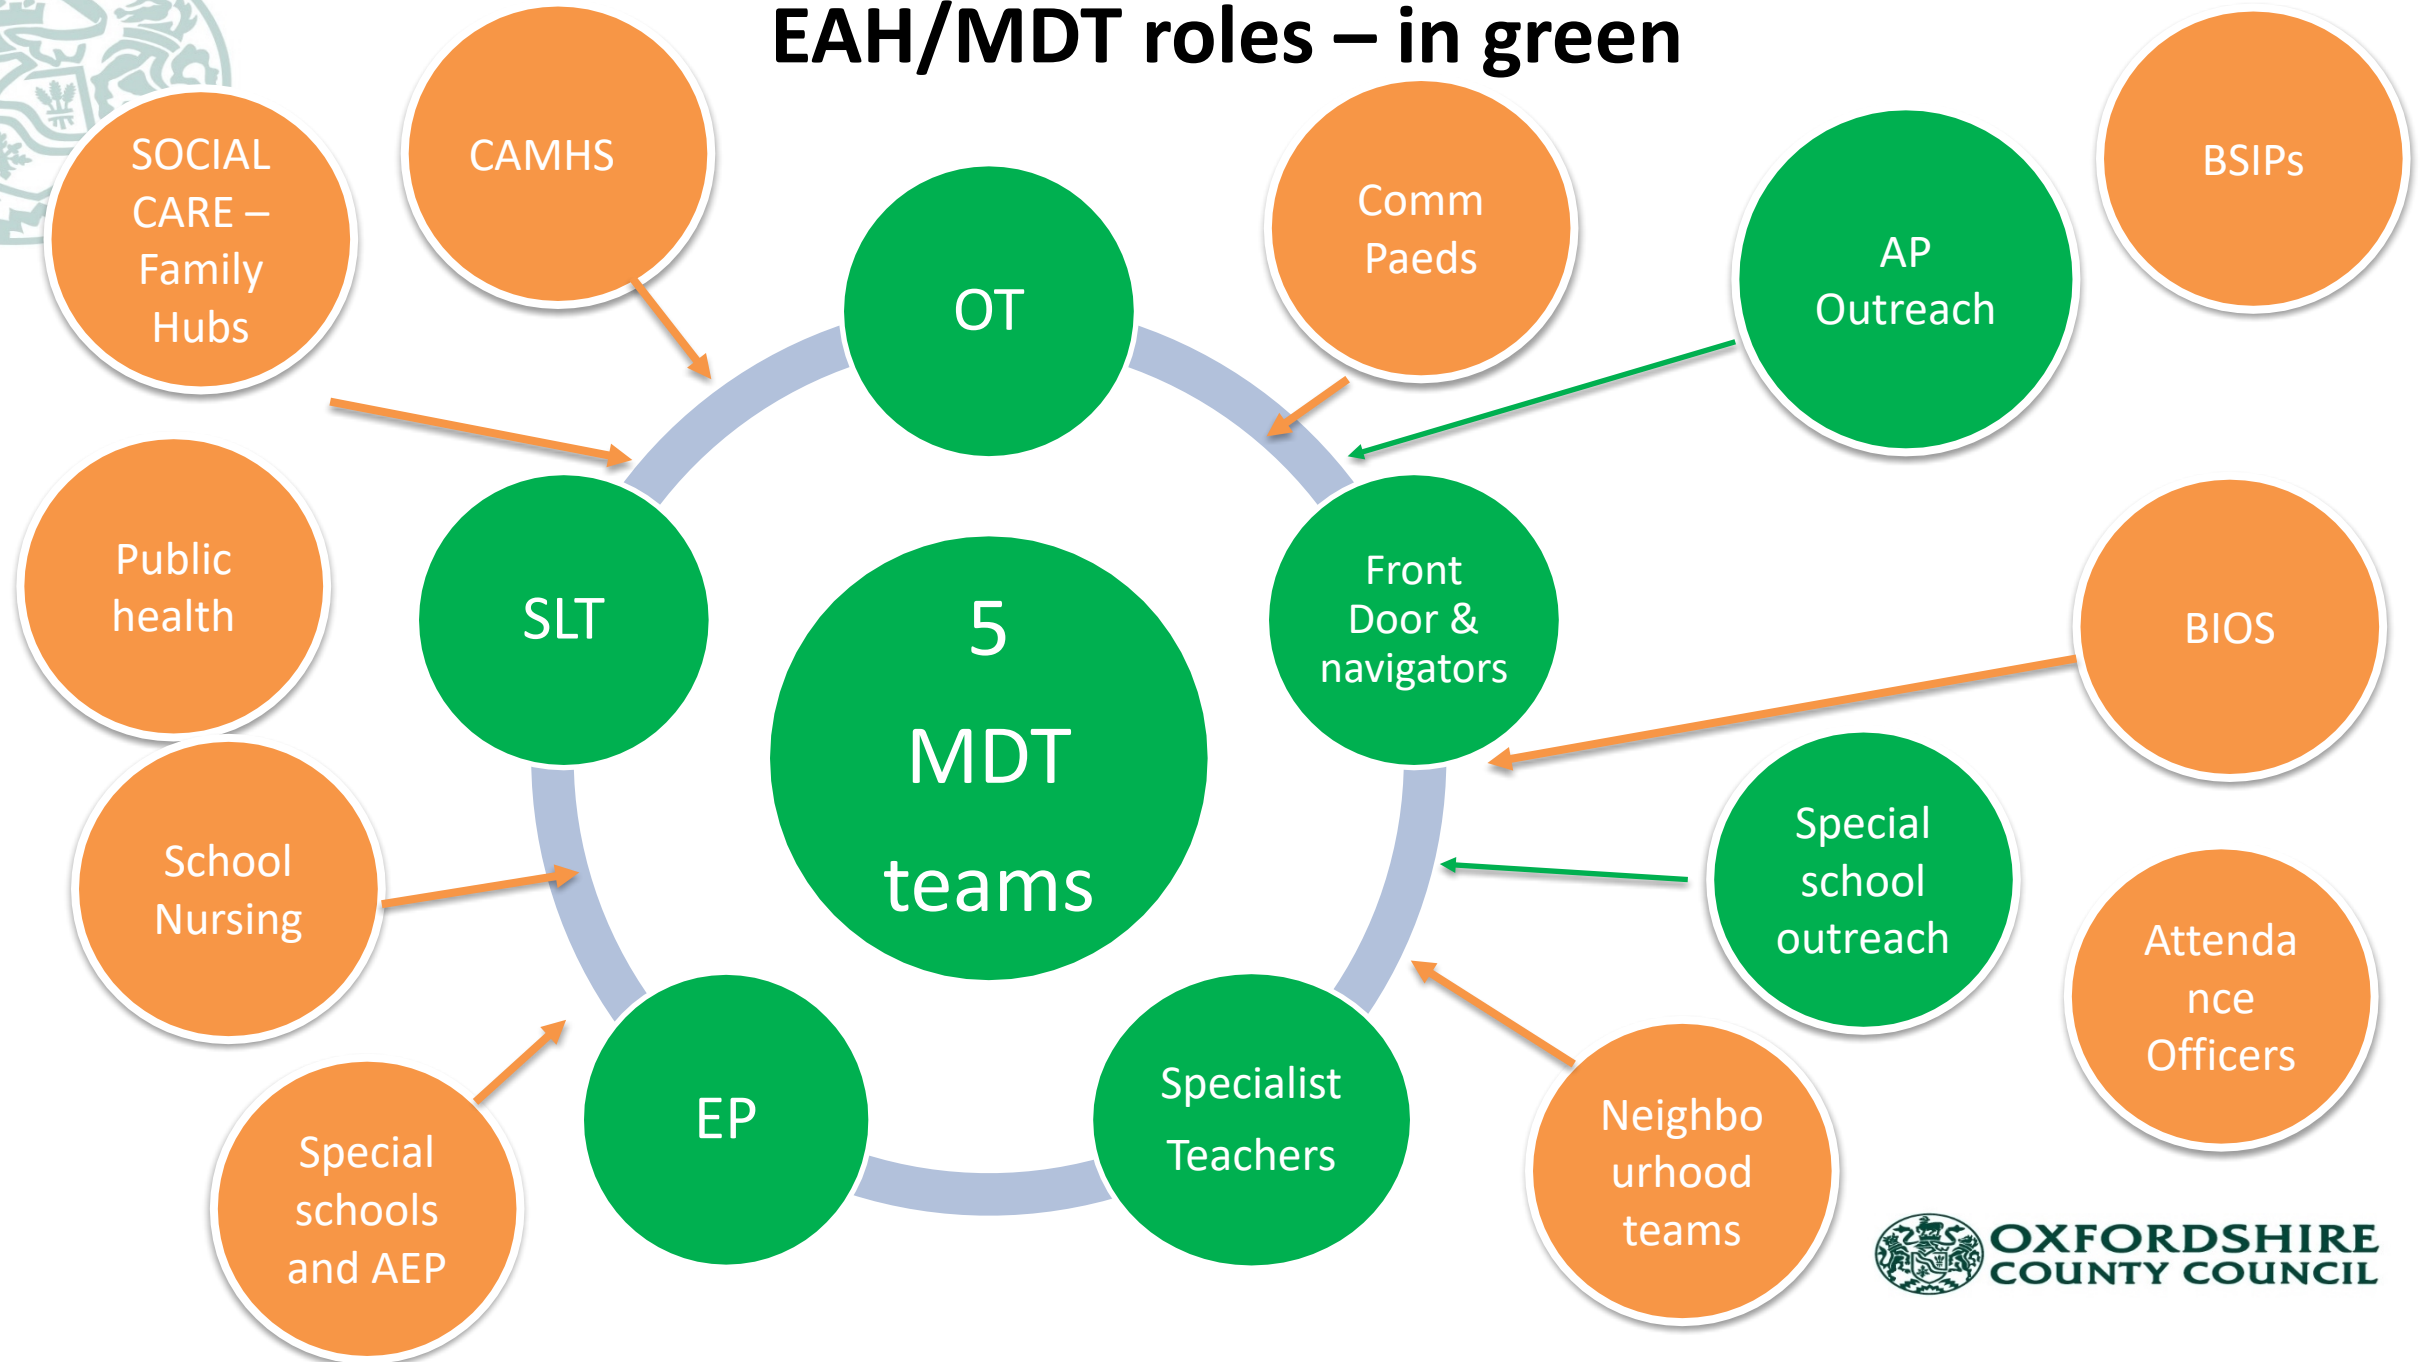 EAH/MDT roles – in green
SOCIAL
CARE –
Family
Hubs
CAMHS
OT
Comm
Paeds
AP
Outreach
BSIPs
Public
health
SLT
5
MDT
teams
Front
Door &
navigators
BIOS
School
Nursing
Special
school
outreach
Attenda
nce
Officers
Special
schools
and AEP
EP
Specialist
Teachers
Neighbo
urhood
teams
OXFORDSHIRE
COUNTY COUNCIL